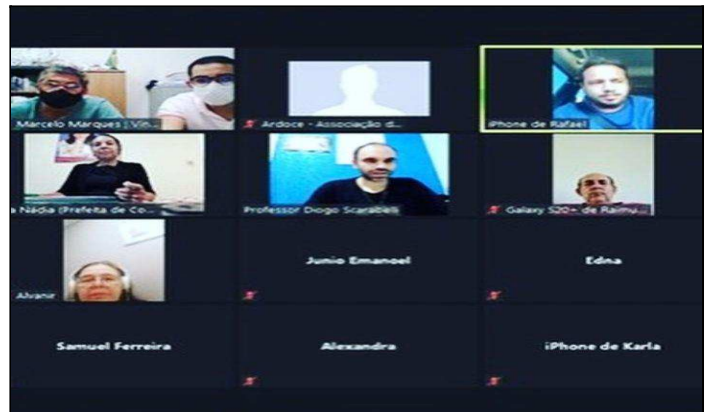 Marcelo Marques | Vin...
Ardoce - Associação d...
iPhone de Rafael
a Nádia (Prefeita de Co...
Professor Diogo Scarabeli
Galaxy S20+ de Raimu...
Alvanir
Junio Emanoel
Edna
Samuel Ferreira
Alexandra
iPhone de Karla